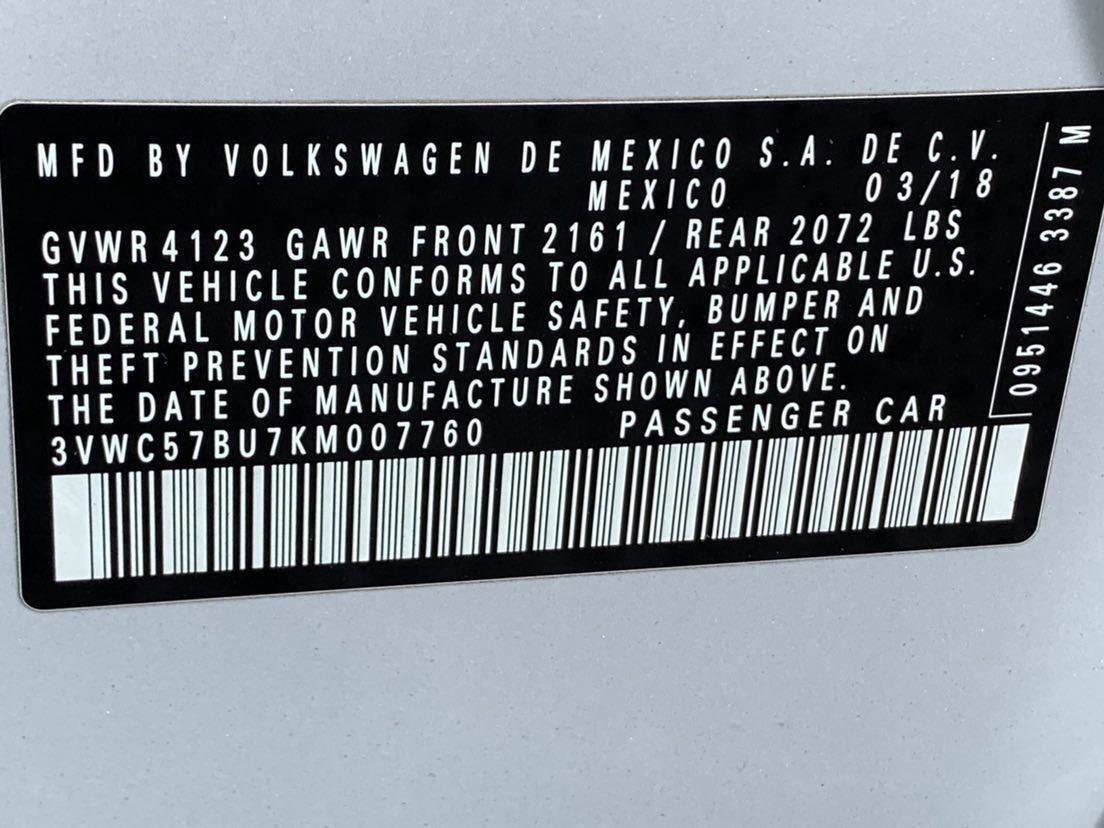 MFD BY VOLKSWAGEN DE MEXICO S.A. DE C.V.
MEXICO 03/18
GVWR 4123 GAWR FRONT 2161 / REAR 2072 LBS
THIS VEHICLE CONFORMS TO ALL APPLICABLE U.S.
FEDERAL MOTOR VEHICLE SAFETY, BUMPER AND
THEFT PREVENTION STANDARDS IN EFFECT ON
THE DATE OF MANUFACTURE SHOWN ABOVE.
3VWC57BU7KM007760 PASSENGER CAR
0951446 3387 M